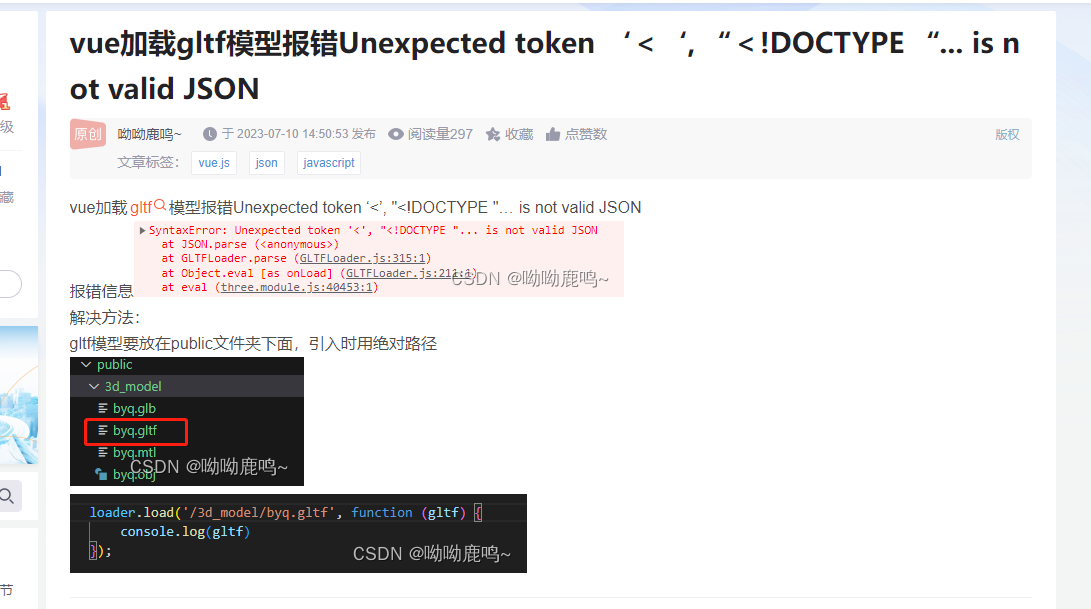 vue加载gltf模型报错Unexpected token ‘ < ‘, “ < !DOCTYPE “... is n
ot valid JSON
级
原创 呦呦鹿鸣~ 于 2023-07-10 14:50:53 发布 阅读量297 收藏 点赞数 版权
文章标签： vue.js json javascript
藏
vue加载 gltf 模型报错Unexpected token ‘<’, "<!DOCTYPE "… is not valid JSON
SyntaxError: Unexpected token '<', "<!DOCTYPE "... is not valid JSON
at JSON.parse (<anonymous>)
at GLTFLoader.parse (GLTFLoader.js:315:1)
at Object.eval [as onLoad] (GLTFLoader.js:211:1)
CSDN @呦呦鹿鸣~
at eval (three.module.js:40453:1)
报错信息
解决方法：
gltf模型要放在public文件夹下面，引入时用绝对路径
public
3d_model
byq.glb
byq.gltf
byq.mtl
CSDN @呦呦鹿鸣~
byq.obj
loader.load('/3d_model/byq.gltf', function (gltf) {
console.log(gltf)
});
CSDN @呦呦鹿鸣~
节